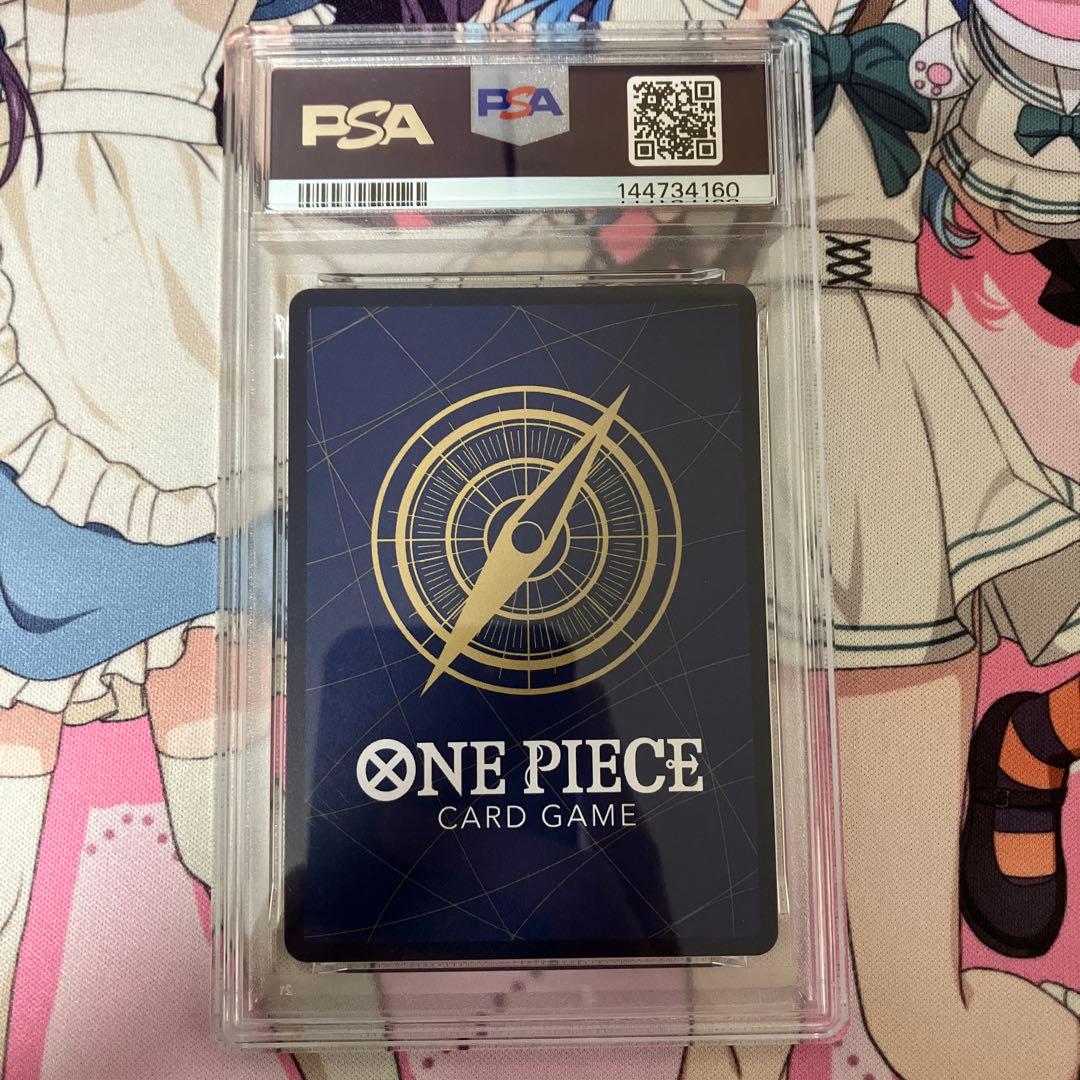 PSA
PSA
144734160
ONE PIECE
CARD GAME